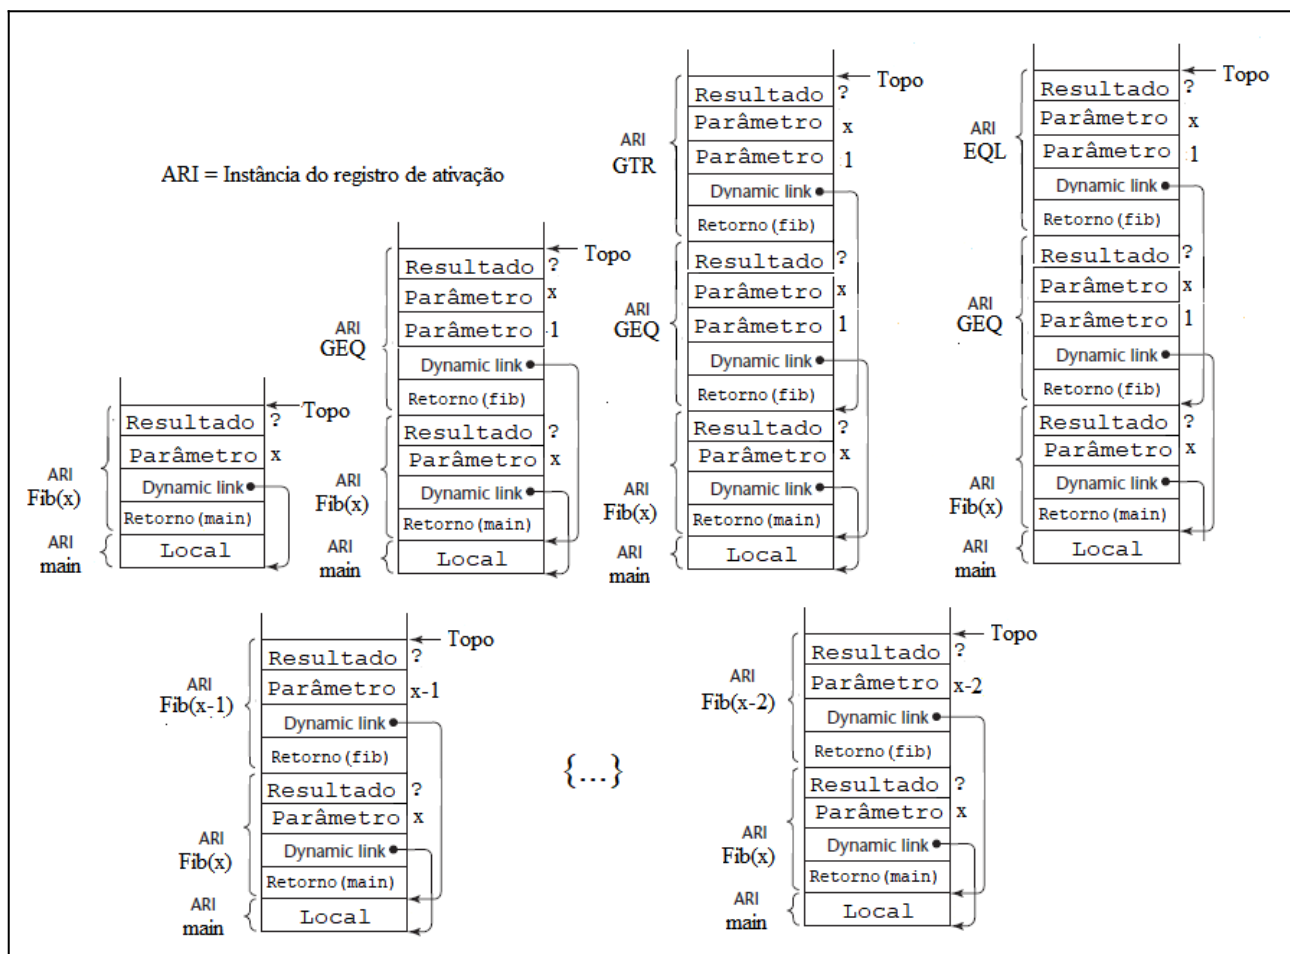 ARI = Instância do registro de ativação
Topo
Resultado ?
Parâmetro x
Dynamic link
Retorno(main)
Local
ARI
Fib(x)
ARI
main
Topo
Resultado ?
Parâmetro x
Parâmetro 1
Dynamic link
Retorno(fib)
Resultado ?
Parâmetro x
Dynamic link
Retorno(main)
Local
ARI
GEQ
ARI
Fib(x)
ARI
main
Topo
Resultado ?
Parâmetro x
Parâmetro 1
Dynamic link
Retorno(fib)
Resultado ?
Parâmetro x
Parâmetro 1
Dynamic link
Retorno(fib)
Resultado ?
Parâmetro x
Dynamic link
Retorno(main)
Local
ARI
GTR
ARI
GEQ
ARI
Fib(x)
ARI
main
Topo
Resultado ?
Parâmetro x
Parâmetro 1
Dynamic link
Retorno(fib)
Resultado ?
Parâmetro x
Parâmetro 1
Dynamic link
Retorno(fib)
Resultado ?
Parâmetro x
Dynamic link
Retorno(main)
Local
ARI
EQL
ARI
GEQ
ARI
Fib(x)
ARI
main
Topo
Resultado ?
Parâmetro x-1
Dynamic link
Retorno(fib)
Resultado ?
Parâmetro x
Dynamic link
Retorno(main)
Local
ARI
Fib(x-1)
ARI
Fib(x)
ARI
main
{...}
Topo
Resultado ?
Parâmetro x-2
Dynamic link
Retorno(fib)
Resultado ?
Parâmetro x
Dynamic link
Retorno(main)
Local
ARI
Fib(x-2)
ARI
Fib(x)
ARI
main